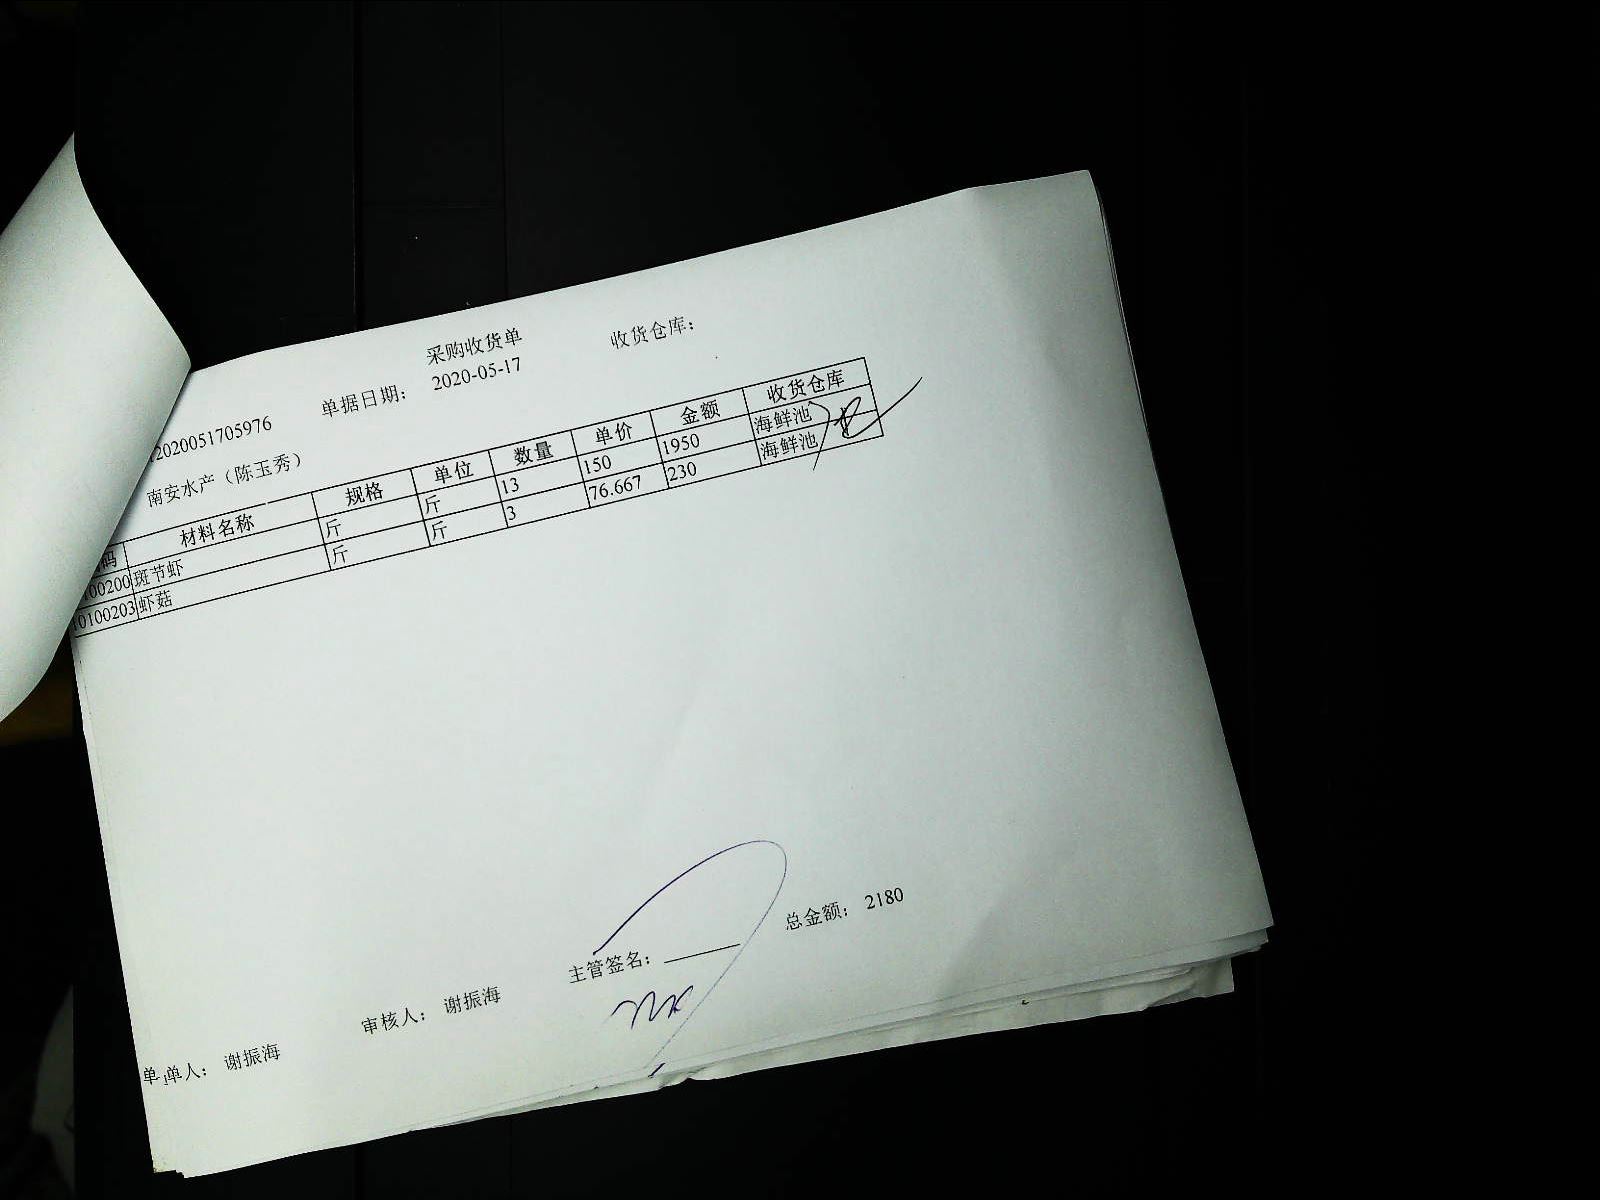 采购收货单
2020051705976 单据日期： 2020-05-17 收货仓库：
南安水产（陈玉秀）
码 材料名称 规格 单位 数量 单价 金额 收货仓库
100200 斑节虾 斤 斤 13 150 1950 海鲜池
10100203 虾菇 斤 斤 3 76.667 230 海鲜池
单人： 谢振海 审核人： 谢振海 主管签名： 总金额： 2180